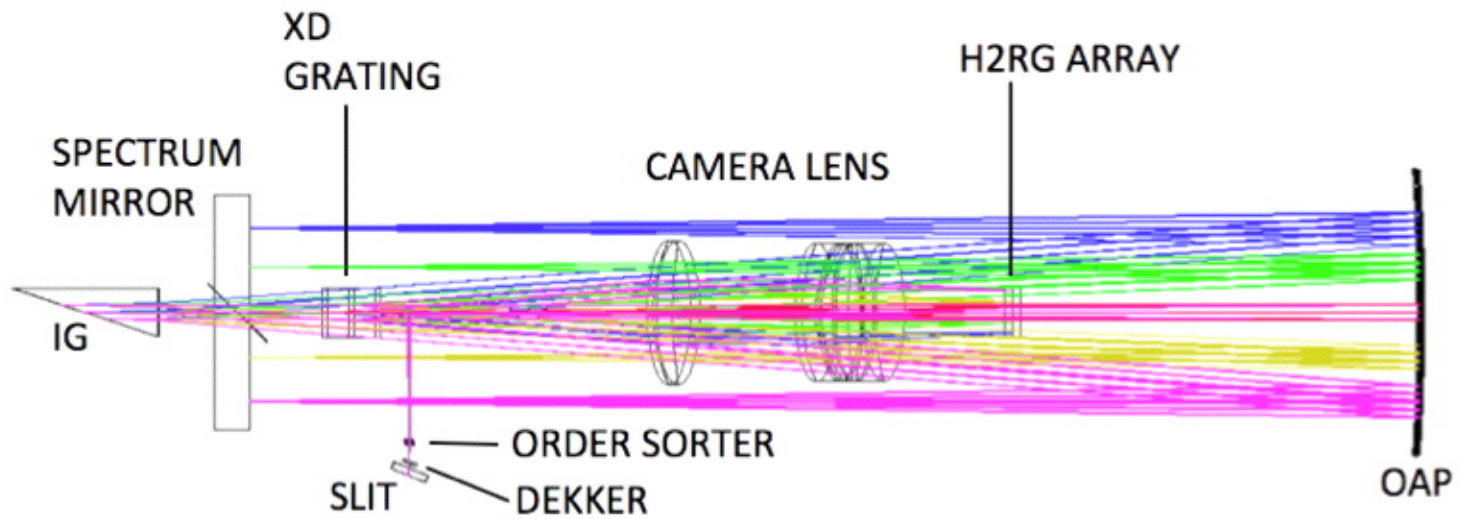 XD
GRATING
H2RG ARRAY
SPECTRUM
MIRROR
CAMERA LENS
IG
ORDER SORTER
SLIT
DEKKER
OAP